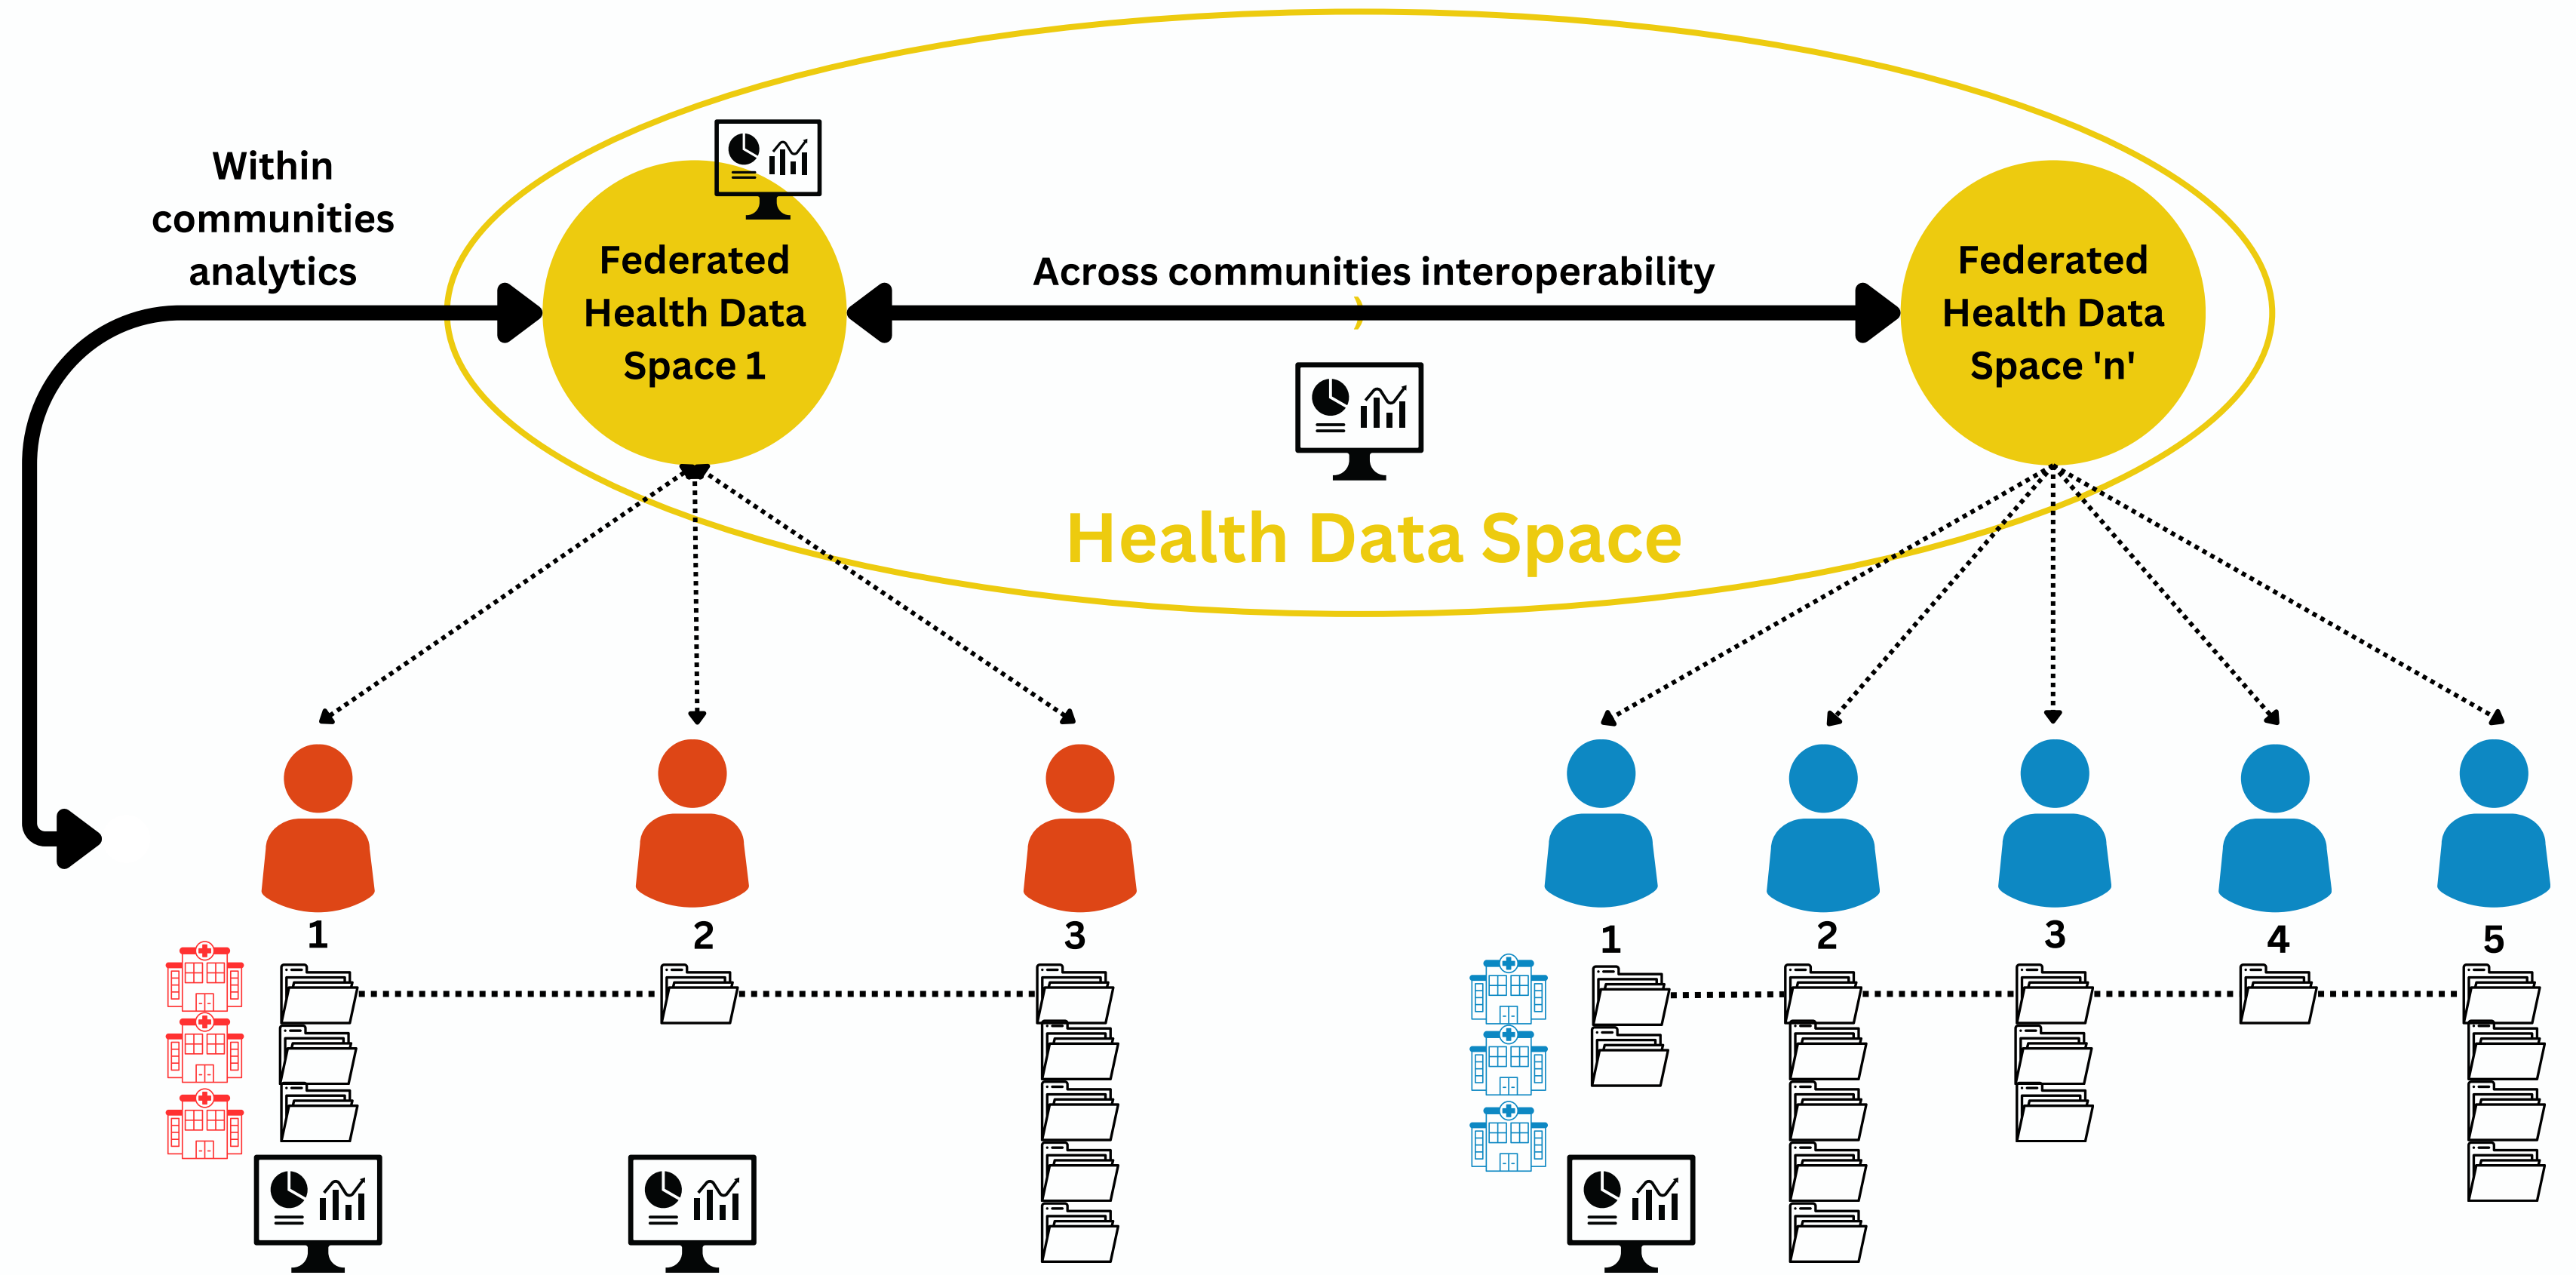 Within
communities
analytics
Federated
Health Data
Space 1
Across communities interoperability
Federated
Health Data
Space 'n'
)
Health Data Space
1
2
3
1
2
3
4
5